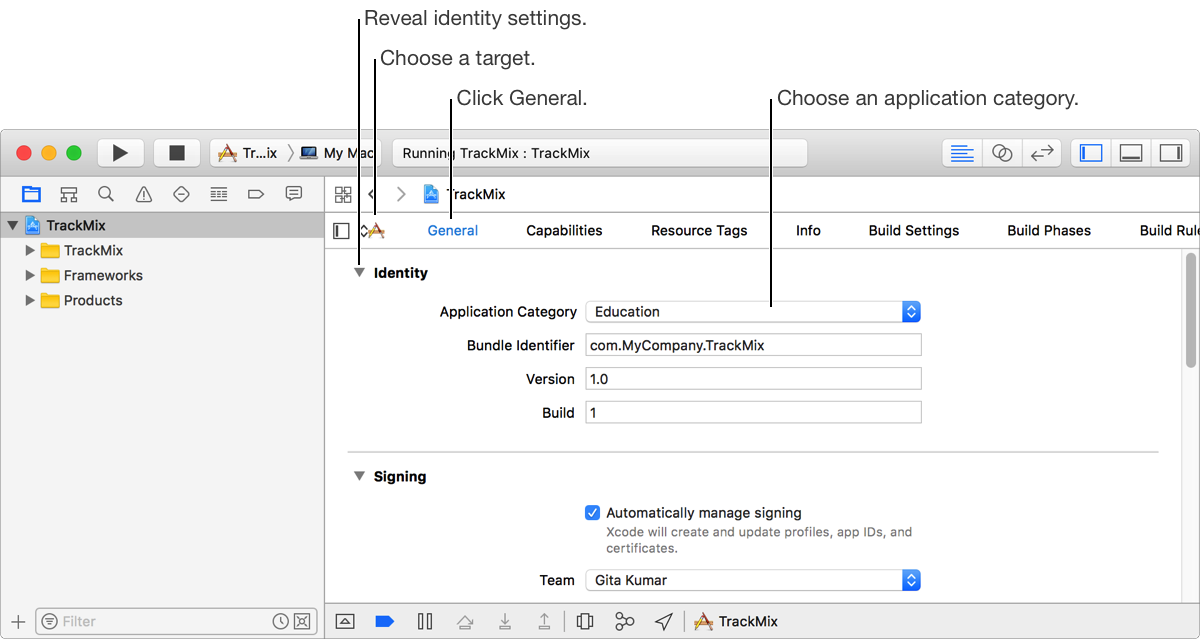 Reveal identity settings.
Choose a target.
Click General.
Choose an application category.
Tr...ix
My Mac
Running TrackMix : TrackMix
TrackMix
TrackMix
General
Capabilities
Resource Tags
Info
Build Settings
Build Phases
Build Rule
TrackMix
Frameworks
Products
Identity
Application Category
Education
Bundle Identifier
com.MyCompany.TrackMix
Version
1.0
Build
1
Signing
Automatically manage signing
Xcode will create and update profiles, app IDs, and
certificates.
Team
Gita Kumar
Filter
TrackMix